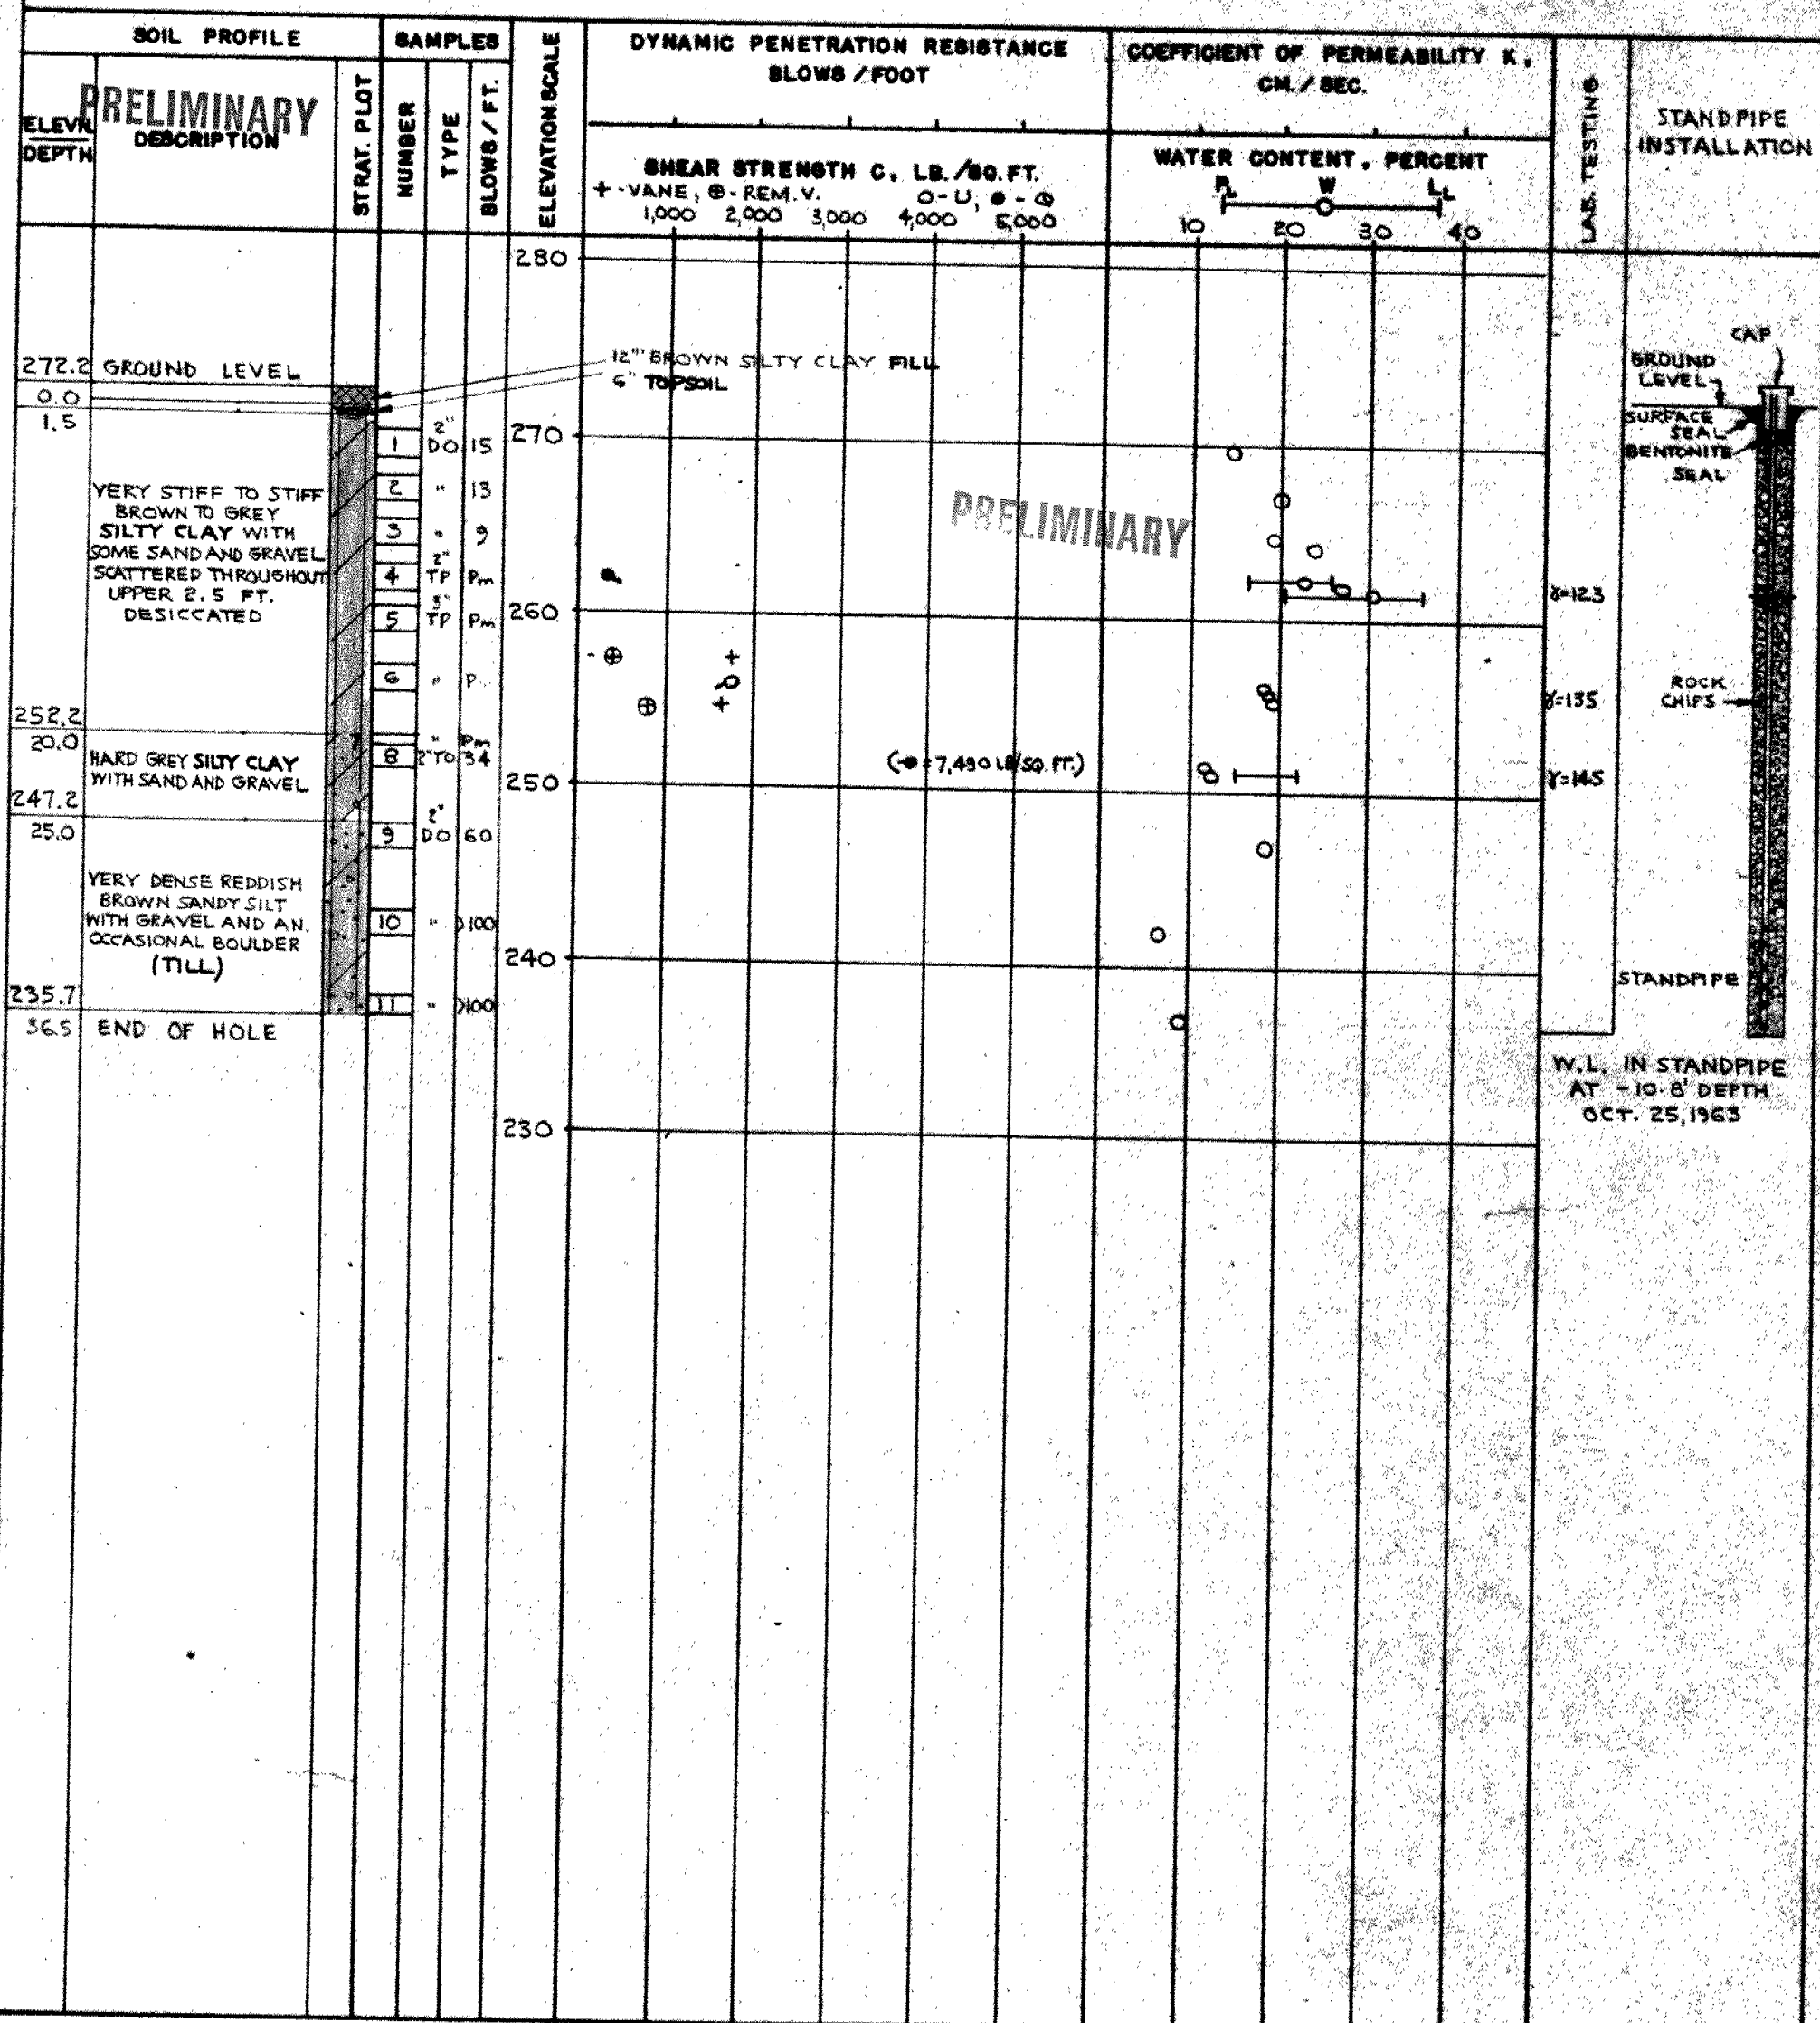 SOIL PROFILE
SAMPLES
ELEVATION SCALE
DYNAMIC PENETRATION RESISTANCE
BLOWS / FOOT
COEFFICIENT OF PERMEABILITY K,
CM. / SEC.
LAB. TESTING
STANDPIPE
INSTALLATION
ELEVN.
DEPTH
PRELIMINARY
DESCRIPTION
STRAT. PLOT
NUMBER
TYPE
BLOWS / FT.
SHEAR STRENGTH C, LB./SQ.FT.
+ - VANE, ⊕ - REM. V. O - U, ● - Q
1,000 2,000 3,000 4,000 5,000
WATER CONTENT, PERCENT
PL W LL
10 20 30 40
280
272.2 GROUND LEVEL
0.0
1.5
12" BROWN SILTY CLAY FILL
6" TOPSOIL
270
1 2" DO 15
2 " 13
3 " 9
4 2" TP Pm
5 TP Pm
6 " P
VERY STIFF TO STIFF
BROWN TO GREY
SILTY CLAY WITH
SOME SAND AND GRAVEL
SCATTERED THROUGHOUT
UPPER 2.5 FT.
DESICCATED
PRELIMINARY
260
γ=123
γ=135
252.2
20.0
7 " Pm
8 2" TO 34
HARD GREY SILTY CLAY
WITH SAND AND GRAVEL
(● = 7,490 LB/SQ. FT.)
250
γ=145
247.2
25.0
9 2" DO 60
VERY DENSE REDDISH
BROWN SANDY SILT
WITH GRAVEL AND AN
OCCASIONAL BOULDER
(TILL)
10 " >100
240
235.7
36.5 END OF HOLE
11 " >100
230
CAP
GROUND
LEVEL
SURFACE
SEAL
BENTONITE
SEAL
ROCK
CHIPS
STANDPIPE
W.L. IN STANDPIPE
AT -10.8' DEPTH
OCT. 25, 1963